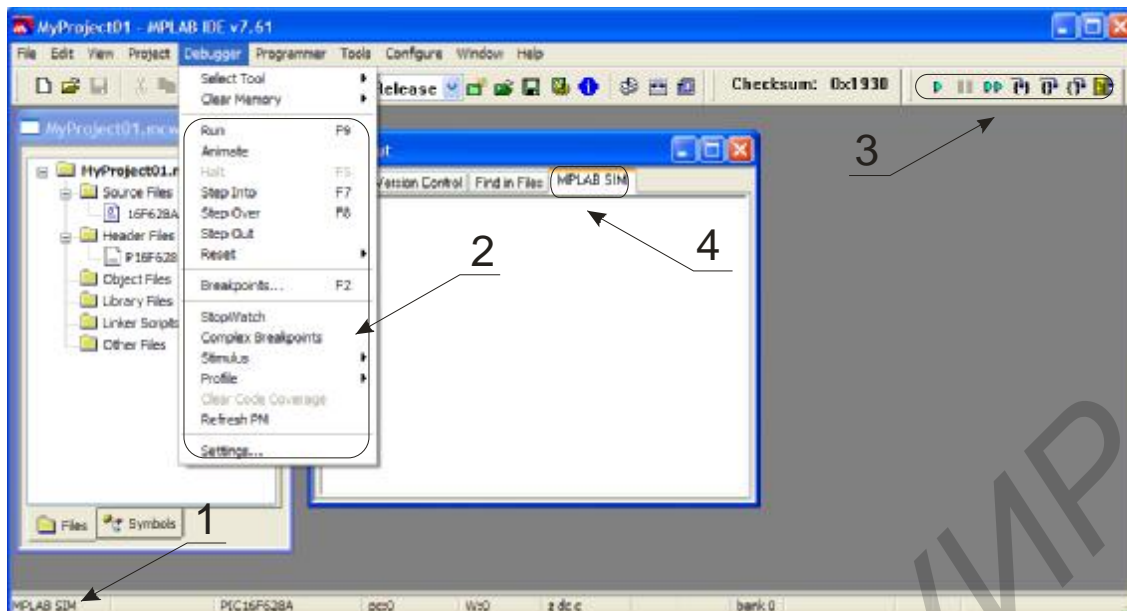 MyProject01 - MPLAB IDE v7.61
File Edit View Project Debugger Programmer Tools Configure Window Help
Release Checksum: 0x1930
MyProject01.mcw
MyProject01.m
Source Files
16F628A
Header Files
P16F628
Object Files
Library Files
Linker Scripts
Other Files
Files Symbols
Select Tool
Clear Memory
Run F9
Animate
Halt F5
Step Into F7
Step Over F8
Step Out
Reset
Breakpoints... F2
StopWatch
Complex Breakpoints
Stimulus
Profile
Clear Code Coverage
Refresh PM
Settings...
Version Control Find in Files MPLAB SIM
1
2
3
4
MPLAB SIM PIC16F628A pc:0 W:0 z dc c bank 0
УИР